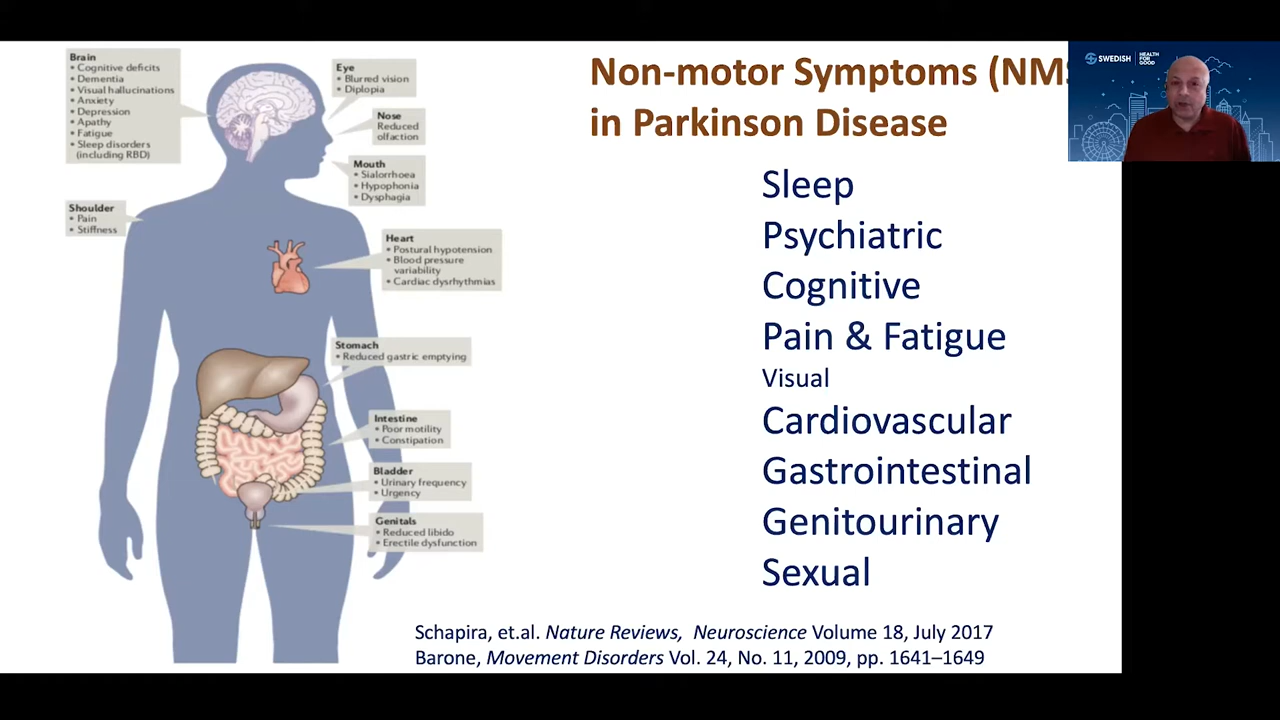 Non-motor Symptoms (NMS
in Parkinson Disease
Brain
• Cognitive deficits
• Dementia
• Visual hallucinations
• Anxiety
• Depression
• Apathy
• Fatigue
• Sleep disorders
(including RBD)
Eye
• Blurred vision
• Diplopia
Nose
Reduced
olfaction
Mouth
• Sialorrhoea
• Hypophonia
• Dysphagia
Shoulder
• Pain
• Stiffness
Heart
• Postural hypotension
• Blood pressure
variability
• Cardiac dysrhythmias
Stomach
• Reduced gastric emptying
Intestine
• Poor motility
• Constipation
Bladder
• Urinary frequency
• Urgency
Genitals
• Reduced libido
• Erectile dysfunction
Sleep
Psychiatric
Cognitive
Pain & Fatigue
Visual
Cardiovascular
Gastrointestinal
Genitourinary
Sexual
Schapira, et.al. Nature Reviews, Neuroscience Volume 18, July 2017
Barone, Movement Disorders Vol. 24, No. 11, 2009, pp. 1641–1649
SWEDISH
HEALTH
FOR
GOOD